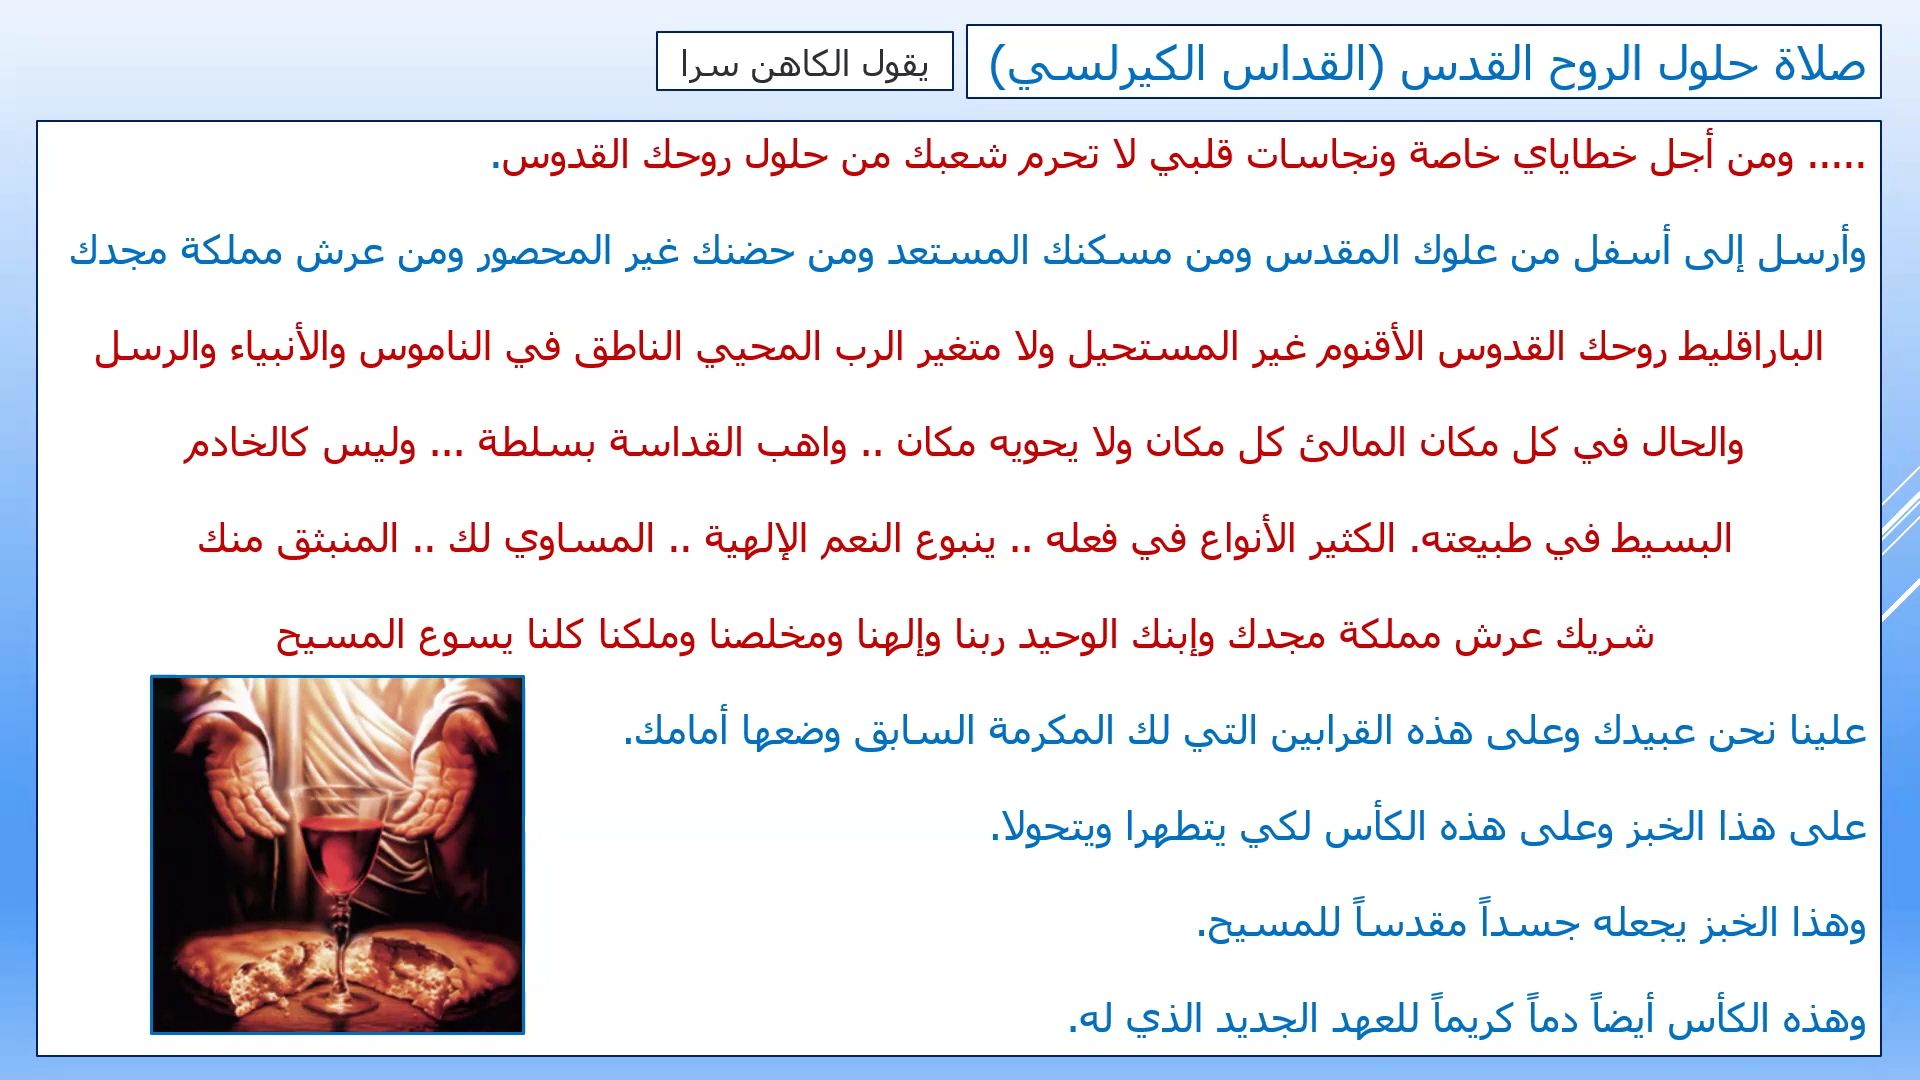 صلاة حلول الروح القدس (القداس الكيرلسي)
يقول الكاهن سرا
..... ومن أجل خطاياي خاصة ونجاسات قلبي لا تحرم شعبك من حلول روحك القدوس.
وأرسل إلى أسفل من علوك المقدس ومن مسكنك المستعد ومن حضنك غير المحصور ومن عرش مملكة مجدك
الباراقليط روحك القدوس الأقنوم غير المستحيل ولا متغير الرب المحيي الناطق في الناموس والأنبياء والرسل
والحال في كل مكان المالئ كل مكان ولا يحويه مكان .. واهب القداسة بسلطة ... وليس كالخادم
البسيط في طبيعته. الكثير الأنواع في فعله .. ينبوع النعم الإلهية .. المساوي لك .. المنبثق منك
شريك عرش مملكة مجدك وإبنك الوحيد ربنا وإلهنا ومخلصنا وملكنا كلنا يسوع المسيح
علينا نحن عبيدك وعلى هذه القرابين التي لك المكرمة السابق وضعها أمامك.
على هذا الخبز وعلى هذه الكأس لكي يتطهرا ويتحولا.
وهذا الخبز يجعله جسداً مقدساً للمسيح.
وهذه الكأس أيضاً دماً كريماً للعهد الجديد الذي له.